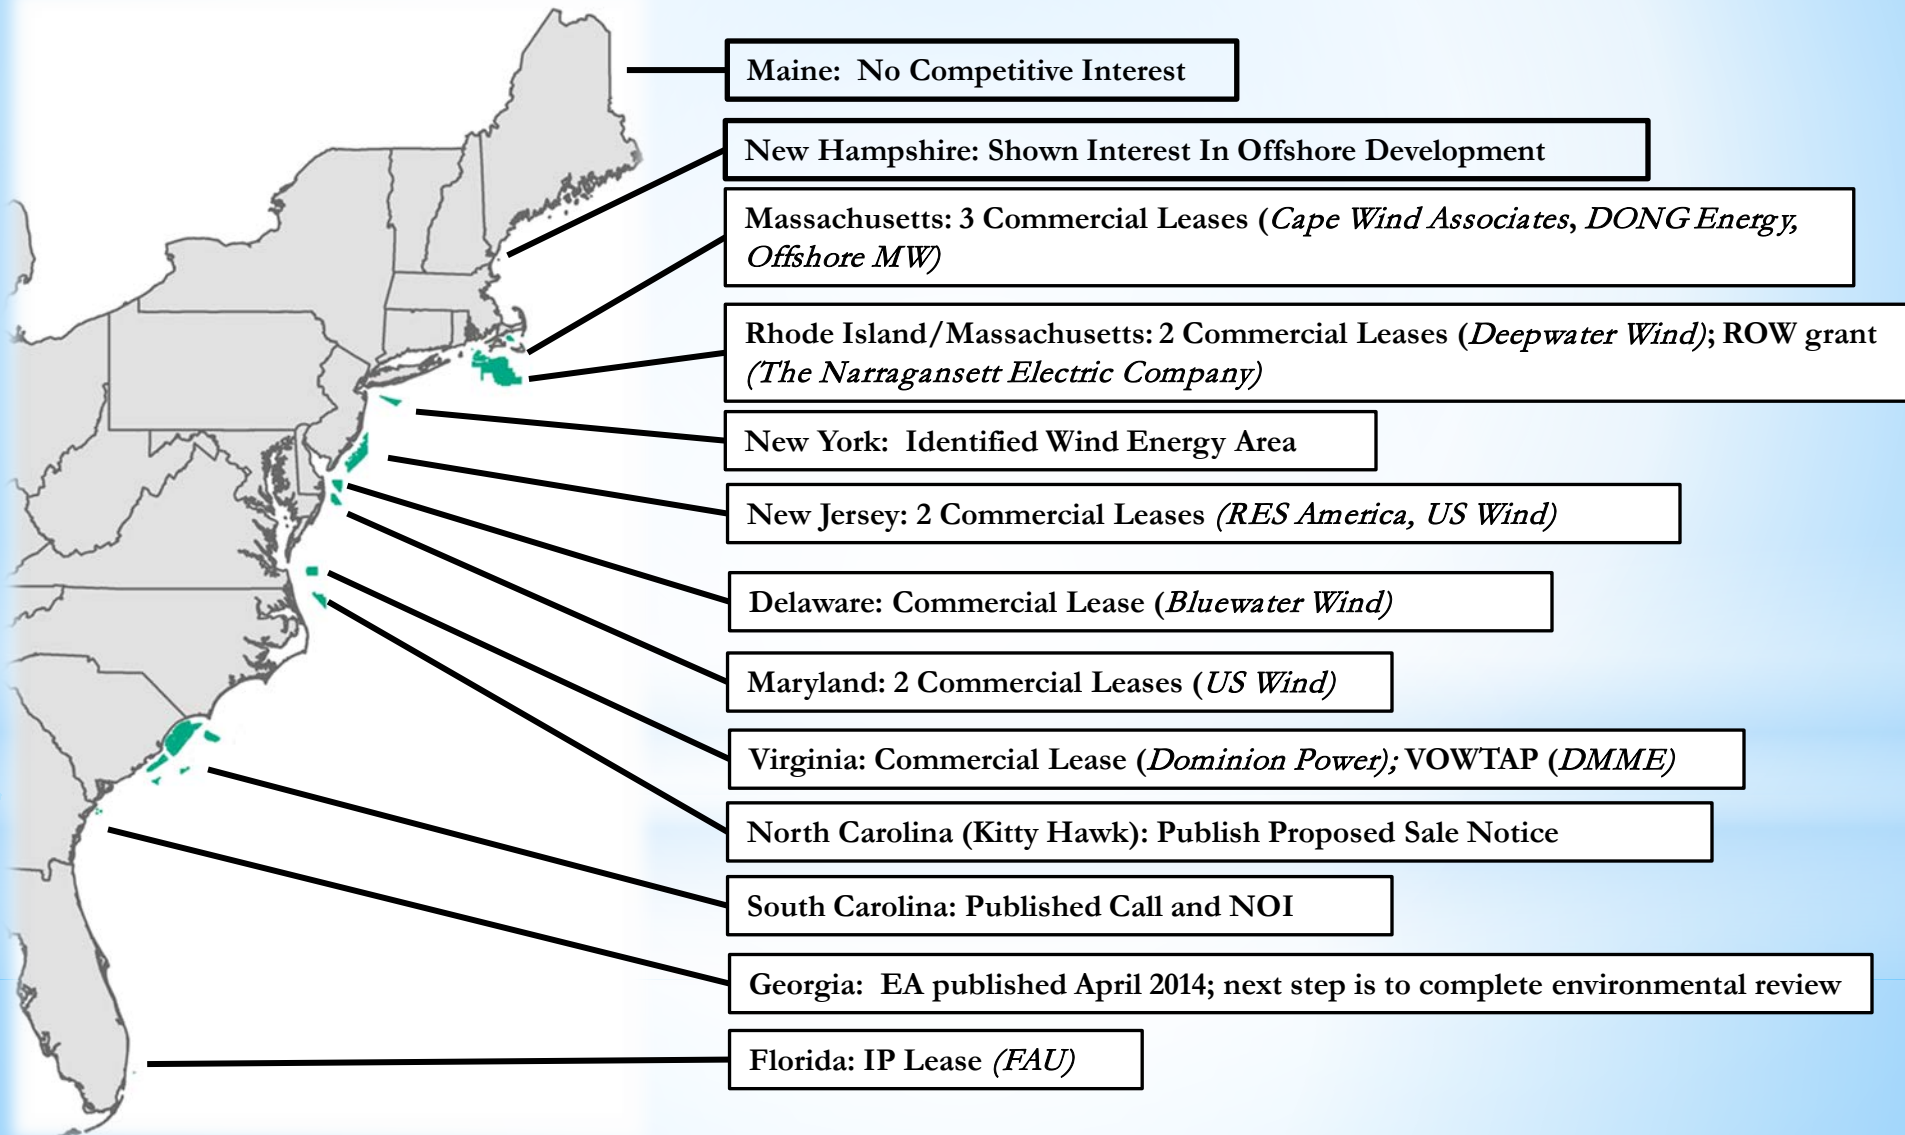 Maine: No Competitive Interest
New Hampshire: Shown Interest In Offshore Development
Massachusetts: 3 Commercial Leases (Cape Wind Associates, DONG Energy,
Offshore MW)
Rhode Island/Massachusetts: 2 Commercial Leases (Deepwater Wind); ROW grant
(The Narragansett Electric Company)
New York: Identified Wind Energy Area
New Jersey: 2 Commercial Leases (RES America, US Wind)
Delaware: Commercial Lease (Bluewater Wind)
Maryland: 2 Commercial Leases (US Wind)
Virginia: Commercial Lease (Dominion Power); VOWTAP (DMME)
North Carolina (Kitty Hawk): Publish Proposed Sale Notice
South Carolina: Published Call and NOI
Georgia: EA published April 2014; next step is to complete environmental review
Florida: IP Lease (FAU)